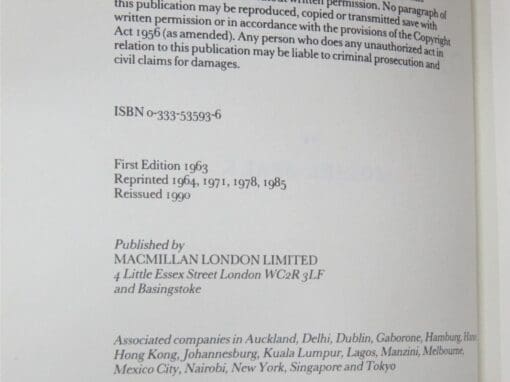 written permission. No paragraph of
this publication may be reproduced, copied or transmitted save with
written permission or in accordance with the provisions of the Copyright
Act 1956 (as amended). Any person who does any unauthorized act in
relation to this publication may be liable to criminal prosecution and
civil claims for damages.
ISBN 0-333-53593-6
First Edition 1963
Reprinted 1964, 1971, 1978, 1985
Reissued 1990
Published by
MACMILLAN LONDON LIMITED
4 Little Essex Street London WC2R 3LF
and Basingstoke
Associated companies in Auckland, Delhi, Dublin, Gaborone, Hamburg,
Hong Kong, Johannesburg, Kuala Lumpur, Lagos, Manzini, Melbourne,
Mexico City, Nairobi, New York, Singapore and Tokyo